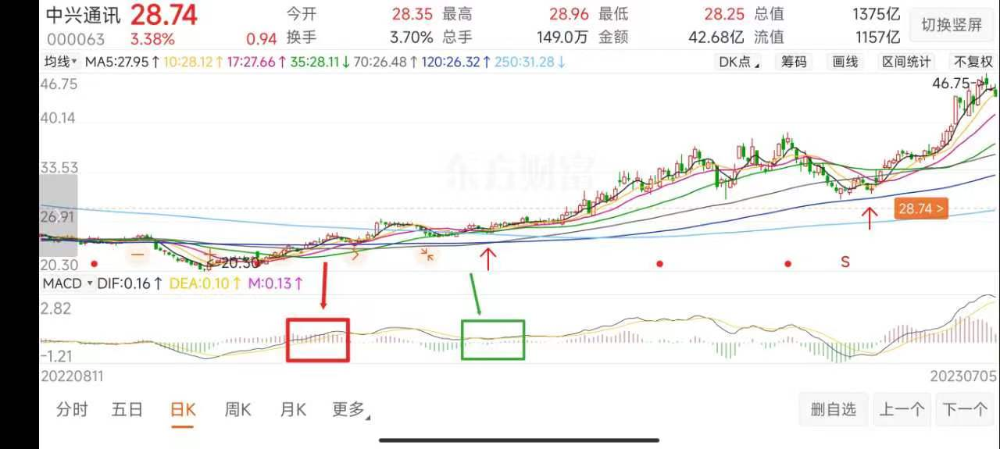 中兴通讯 28.74 今开 28.35 最高 28.96 最低 28.25 总值 1375亿 切换竖屏
000063 3.38% 0.94 换手 3.70% 总手 149.0万 金额 42.68亿 流值 1157亿
均线 MA5:27.95↑ 10:28.12↑ 17:27.66↑ 35:28.11↓ 70:26.48↑ 120:26.32↑ 250:31.28↓ DK点 筹码 画线 区间统计 不复权
46.75
46.75
40.14
33.53
东方财富
26.91
28.74 >
20.30
20.30
S
MACD DIF:0.16↑ DEA:0.10↑ M:0.13↑
2.82
-1.21
20220811 20230705
分时 五日 日K 周K 月K 更多 删自选 上一个 下一个